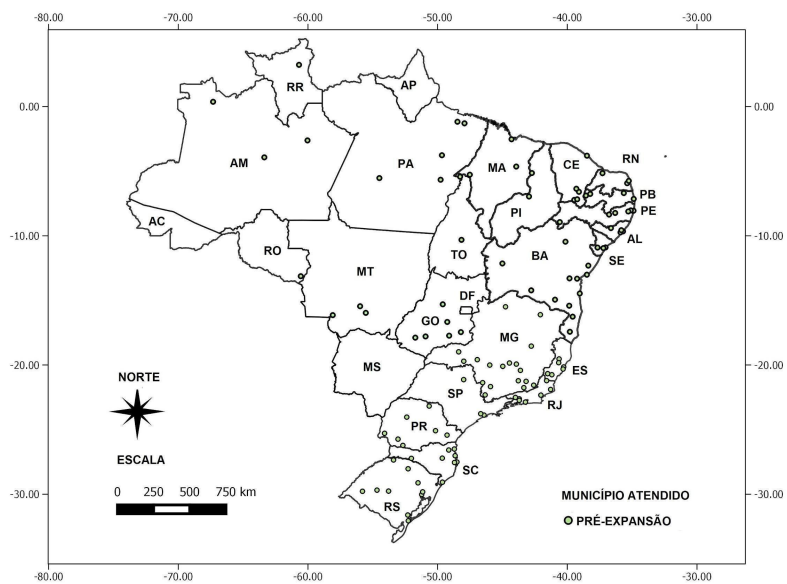 -80.00 -70.00 -60.00 -50.00 -40.00 -30.00
0.00 0.00
-10.00 -10.00
-20.00 -20.00
-30.00 -30.00
RR AP
AM PA MA CE RN
PB
PI PE
AC AL
RO TO BA SE
MT
DF
GO
MG
MS ES
SP
RJ
PR
SC
RS
NORTE
ESCALA
0 250 500 750 km
MUNICÍPIO ATENDIDO
PRÉ-EXPANSÃO
-80.00 -70.00 -60.00 -50.00 -40.00 -30.00